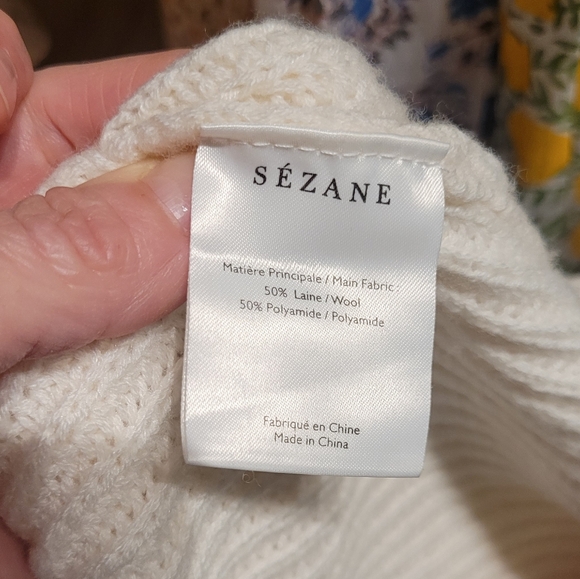 SÉZANE
Matière Principale / Main Fabric :
50% Laine / Wool
50% Polyamide / Polyamide
Fabriqué en Chine
Made in China